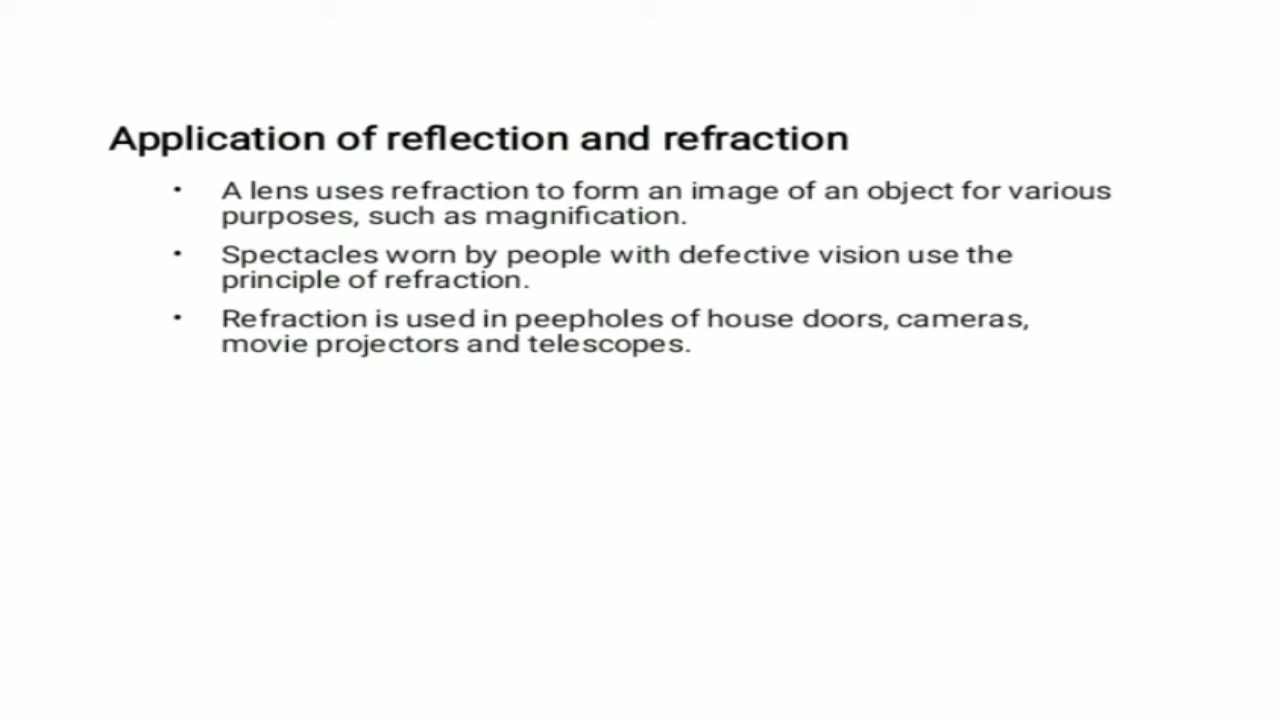 Application of reflection and refraction
• A lens uses refraction to form an image of an object for various
purposes, such as magnification.
• Spectacles worn by people with defective vision use the
principle of refraction.
• Refraction is used in peepholes of house doors, cameras,
movie projectors and telescopes.